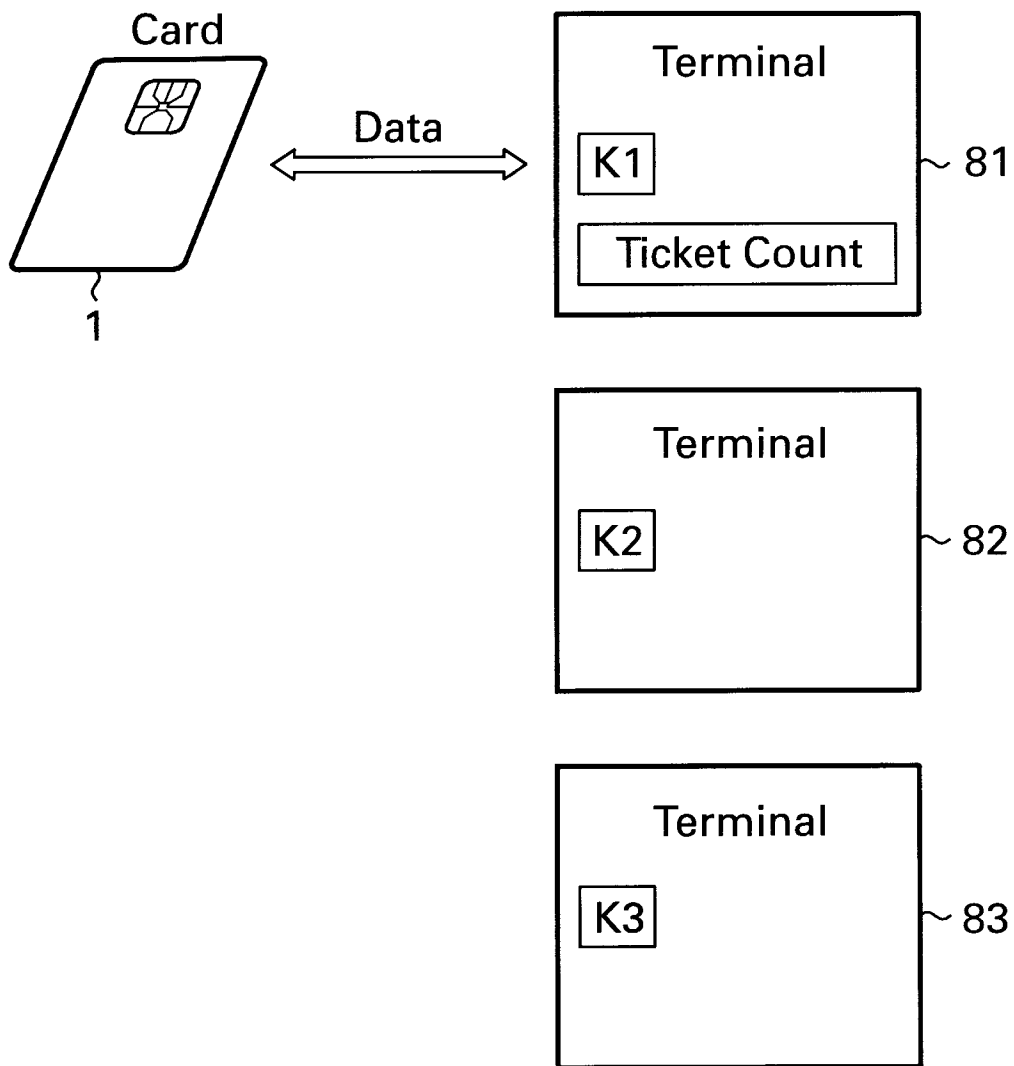 Card
Terminal
Data
K1
81
Ticket Count
1
Terminal
K2
82
Terminal
K3
83